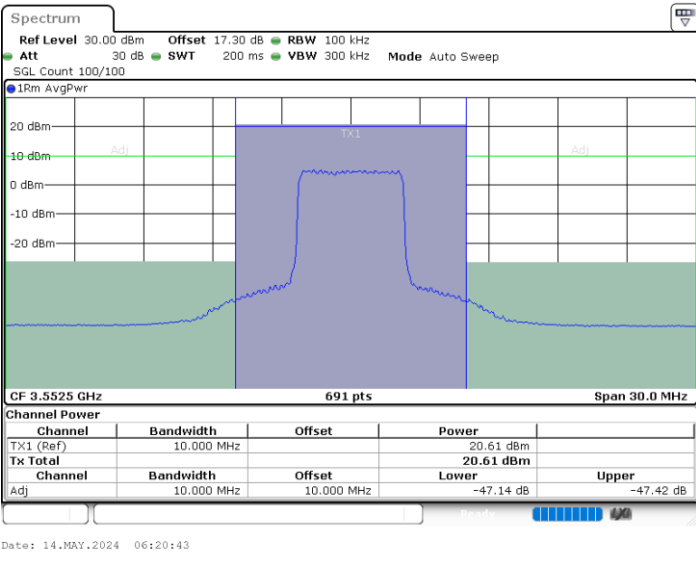 Spectrum
Ref Level 30.00 dBm Offset 17.30 dB RBW 100 kHz
Att 30 dB SWT 200 ms VBW 300 kHz Mode Auto Sweep
SGL Count 100/100
1Rm AvgPwr
20 dBm
TX1
Adj Adj
10 dBm
0 dBm
-10 dBm
-20 dBm
CF 3.5525 GHz 691 pts Span 30.0 MHz
Channel Power
Channel Bandwidth Offset Power
TX1 (Ref) 10.000 MHz 20.61 dBm
Tx Total 20.61 dBm
Channel Bandwidth Offset Lower Upper
Adj 10.000 MHz 10.000 MHz -47.14 dB -47.42 dB
Ready
Date: 14.MAY.2024 06:20:43